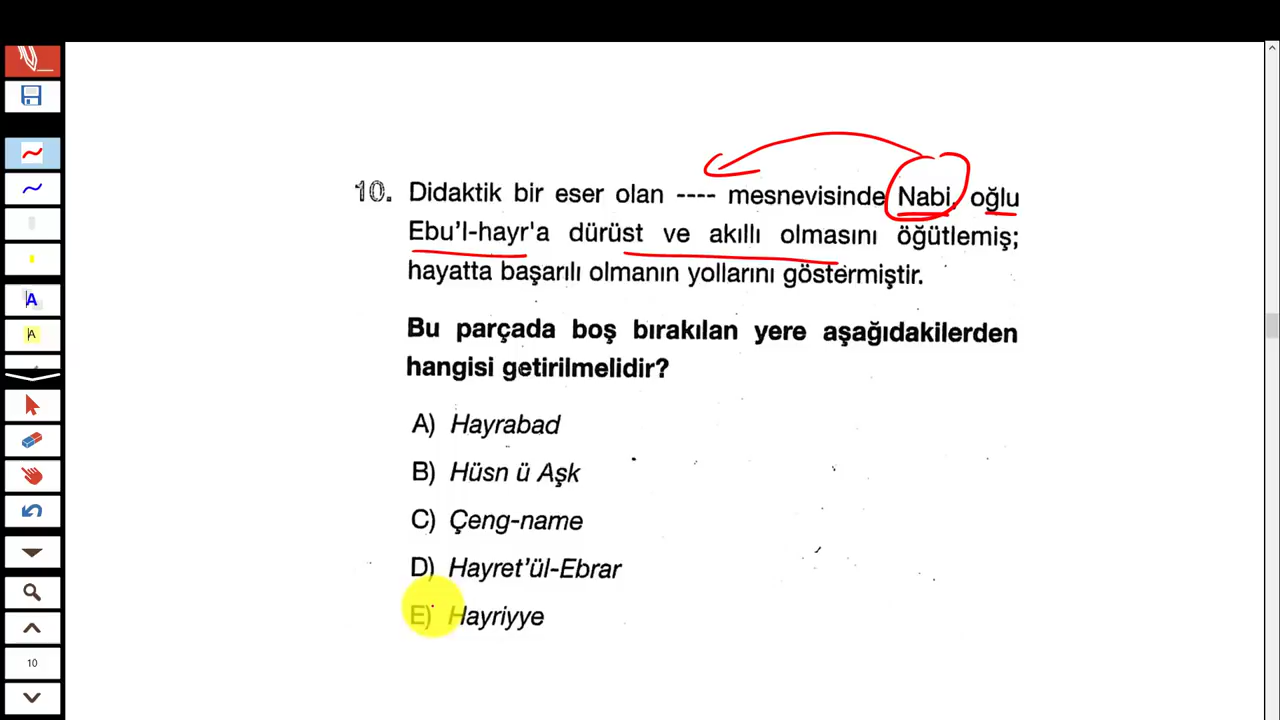 10. Didaktik bir eser olan ---- mesnevisinde Nabi, oğlu
Ebu'l-hayr'a dürüst ve akıllı olmasını öğütlemiş;
hayatta başarılı olmanın yollarını göstermiştir.
Bu parçada boş bırakılan yere aşağıdakilerden
hangisi getirilmelidir?
A) Hayrabad
B) Hüsn ü Aşk
C) Çeng-name
D) Hayret'ül-Ebrar
E) Hayriyye
A
A
10